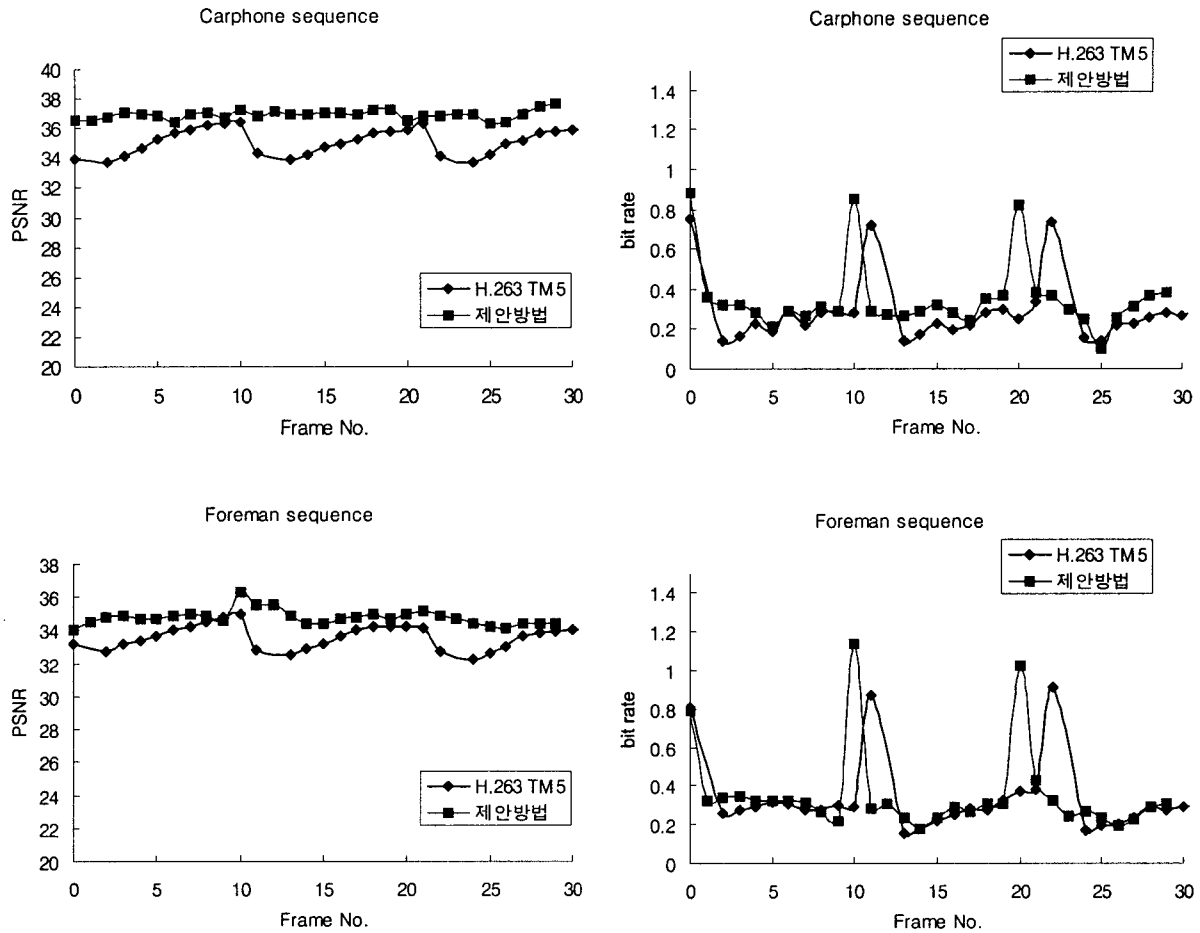 Carphone sequence
40
38
36
34
32
30
28
26
24
22
20
PSNR
H.263 TM5
제안방법
0 5 10 15 20 25 30
Frame No.
Carphone sequence
H.263 TM5
제안방법
1.4
1.2
1
0.8
0.6
0.4
0.2
0
bit rate
0 5 10 15 20 25 30
Frame No.
Foreman sequence
38
36
34
32
30
28
26
24
22
20
PSNR
H.263 TM5
제안방법
0 5 10 15 20 25 30
Frame No.
Foreman sequence
H.263 TM5
제안방법
1.4
1.2
1
0.8
0.6
0.4
0.2
0
bit rate
0 5 10 15 20 25 30
Frame No.